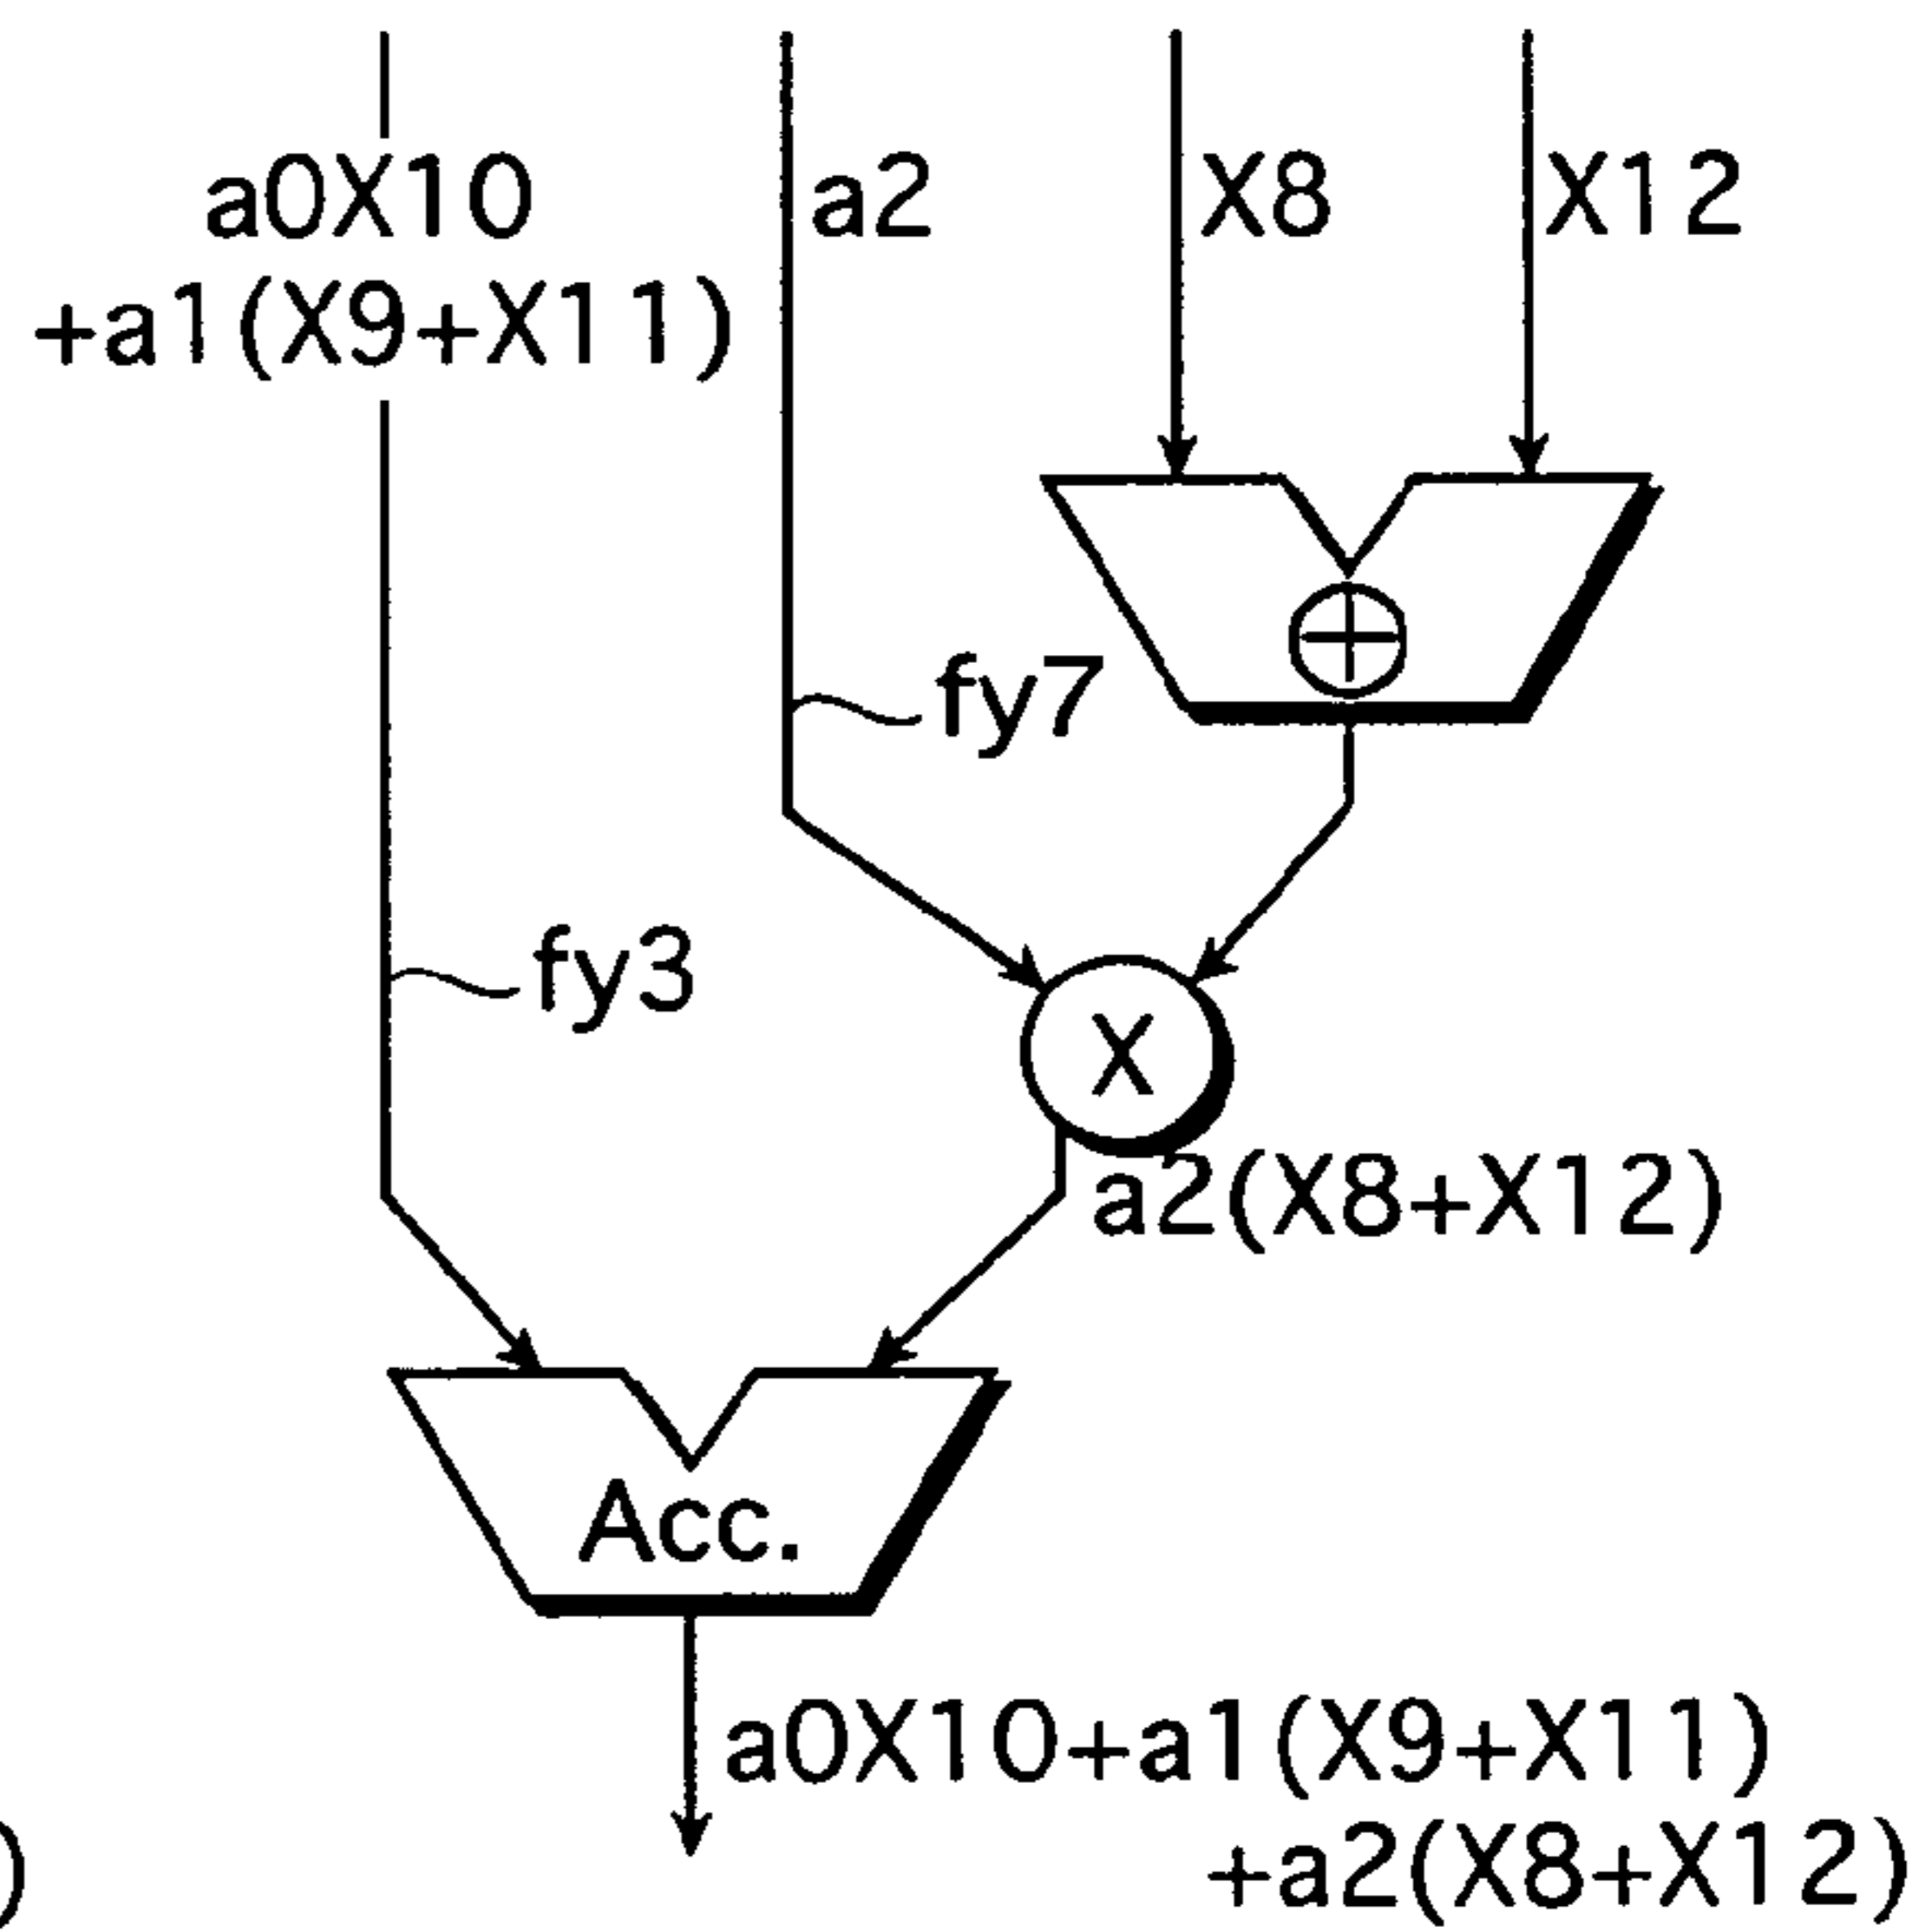 a0X10
+a1(X9+X11)
a2
X8
X12
fy7
fy3
X
a2(X8+X12)
Acc.
a0X10+a1(X9+X11)
+a2(X8+X12)
)